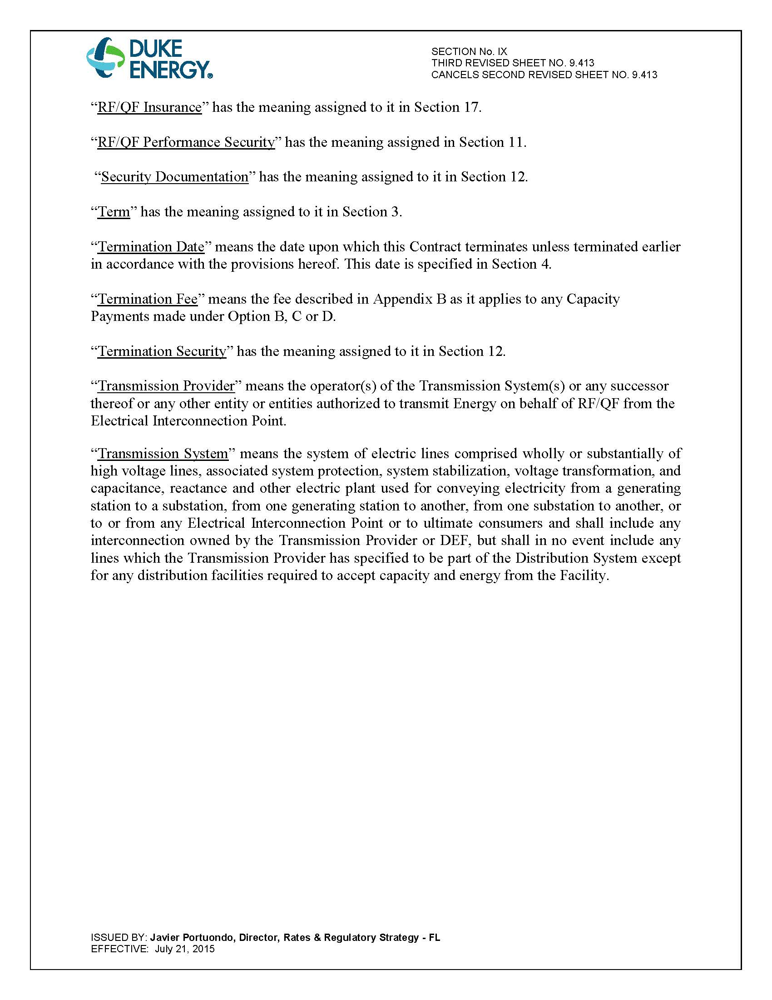 DUKE
ENERGY®
SECTION No. IX
THIRD REVISED SHEET NO. 9.413
CANCELS SECOND REVISED SHEET NO. 9.413
“RF/QF Insurance” has the meaning assigned to it in Section 17.
“RF/QF Performance Security” has the meaning assigned in Section 11.
“Security Documentation” has the meaning assigned to it in Section 12.
“Term” has the meaning assigned to it in Section 3.
“Termination Date” means the date upon which this Contract terminates unless terminated earlier
in accordance with the provisions hereof. This date is specified in Section 4.
“Termination Fee” means the fee described in Appendix B as it applies to any Capacity
Payments made under Option B, C or D.
“Termination Security” has the meaning assigned to it in Section 12.
“Transmission Provider” means the operator(s) of the Transmission System(s) or any successor
thereof or any other entity or entities authorized to transmit Energy on behalf of RF/QF from the
Electrical Interconnection Point.
“Transmission System” means the system of electric lines comprised wholly or substantially of
high voltage lines, associated system protection, system stabilization, voltage transformation, and
capacitance, reactance and other electric plant used for conveying electricity from a generating
station to a substation, from one generating station to another, from one substation to another, or
to or from any Electrical Interconnection Point or to ultimate consumers and shall include any
interconnection owned by the Transmission Provider or DEF, but shall in no event include any
lines which the Transmission Provider has specified to be part of the Distribution System except
for any distribution facilities required to accept capacity and energy from the Facility.
ISSUED BY: Javier Portuondo, Director, Rates & Regulatory Strategy - FL
EFFECTIVE: July 21, 2015